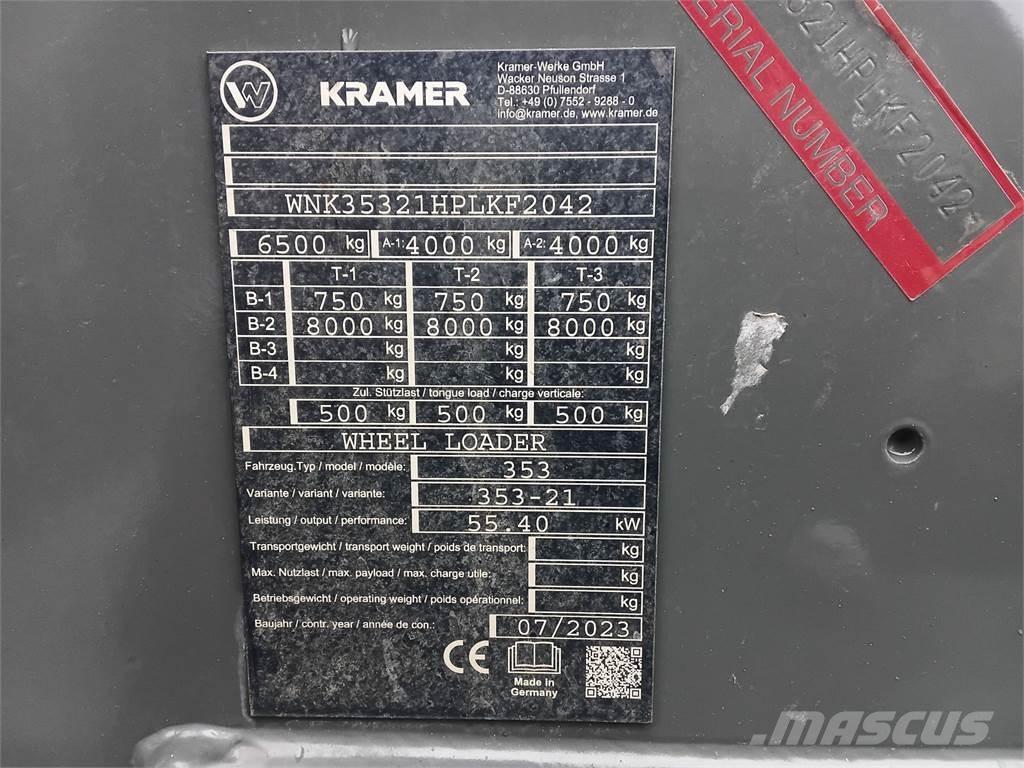 KRAMER
Kramer-Werke GmbH
Wacker Neuson Strasse 1
D-88630 Pfullendorf
Tel.: +49 (0) 7552 - 9288 - 0
info@kramer.de, www.kramer.de
WNK35321HPLKF2042
6500 kg A-1: 4000 kg A-2: 4000 kg
T-1 T-2 T-3
B-1 750 kg 750 kg 750 kg
B-2 8000 kg 8000 kg 8000 kg
B-3 kg kg kg
B-4 kg kg kg
Zul. Stützlast / tongue load / charge verticale:
500 kg 500 kg 500 kg
WHEEL LOADER
Fahrzeug.Typ / model / modèle: 353
Variante / variant / variante: 353-21
Leistung / output / performance: 55.40 kW
Transportgewicht / transport weight / poids de transport: kg
Max. Nutzlast / max. payload / max. charge utile: kg
Betriebsgewicht / operating weight / poids opérationnel: kg
Baujahr / contr. year / année de con.: 07/2023
CE
Made in
Germany
5321HPLKF2042
ERIAL NUMBER
MASCUS